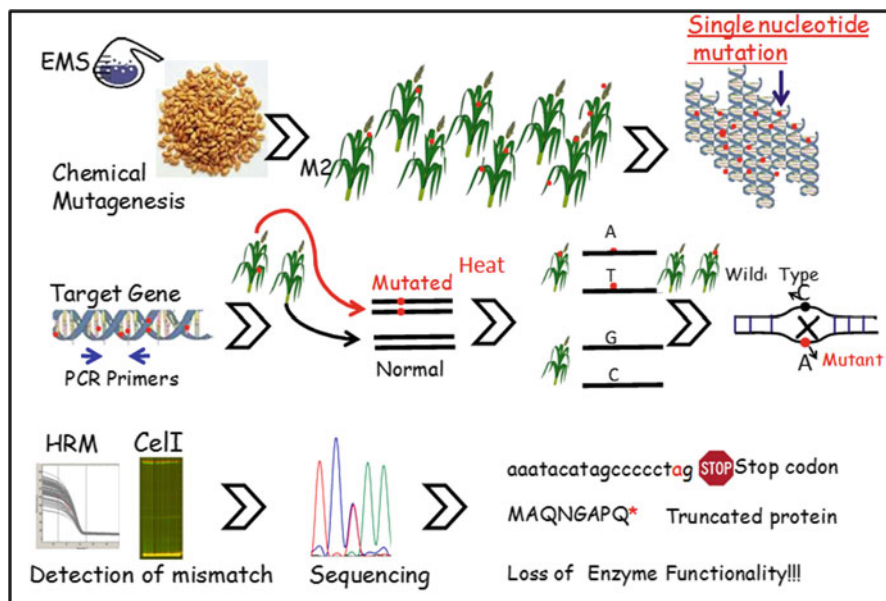 EMS
Single nucleotide
mutation
Chemical
Mutagenesis
M2
Target Gene
PCR Primers
Mutated
Normal
Heat
A
T
G
C
Wild Type
C
A
Mutant
HRM
CelI
Detection of mismatch
Sequencing
aaatacatagccccctag
STOP
Stop codon
MAQNGAPQ*
Truncated protein
Loss of Enzyme Functionality!!!